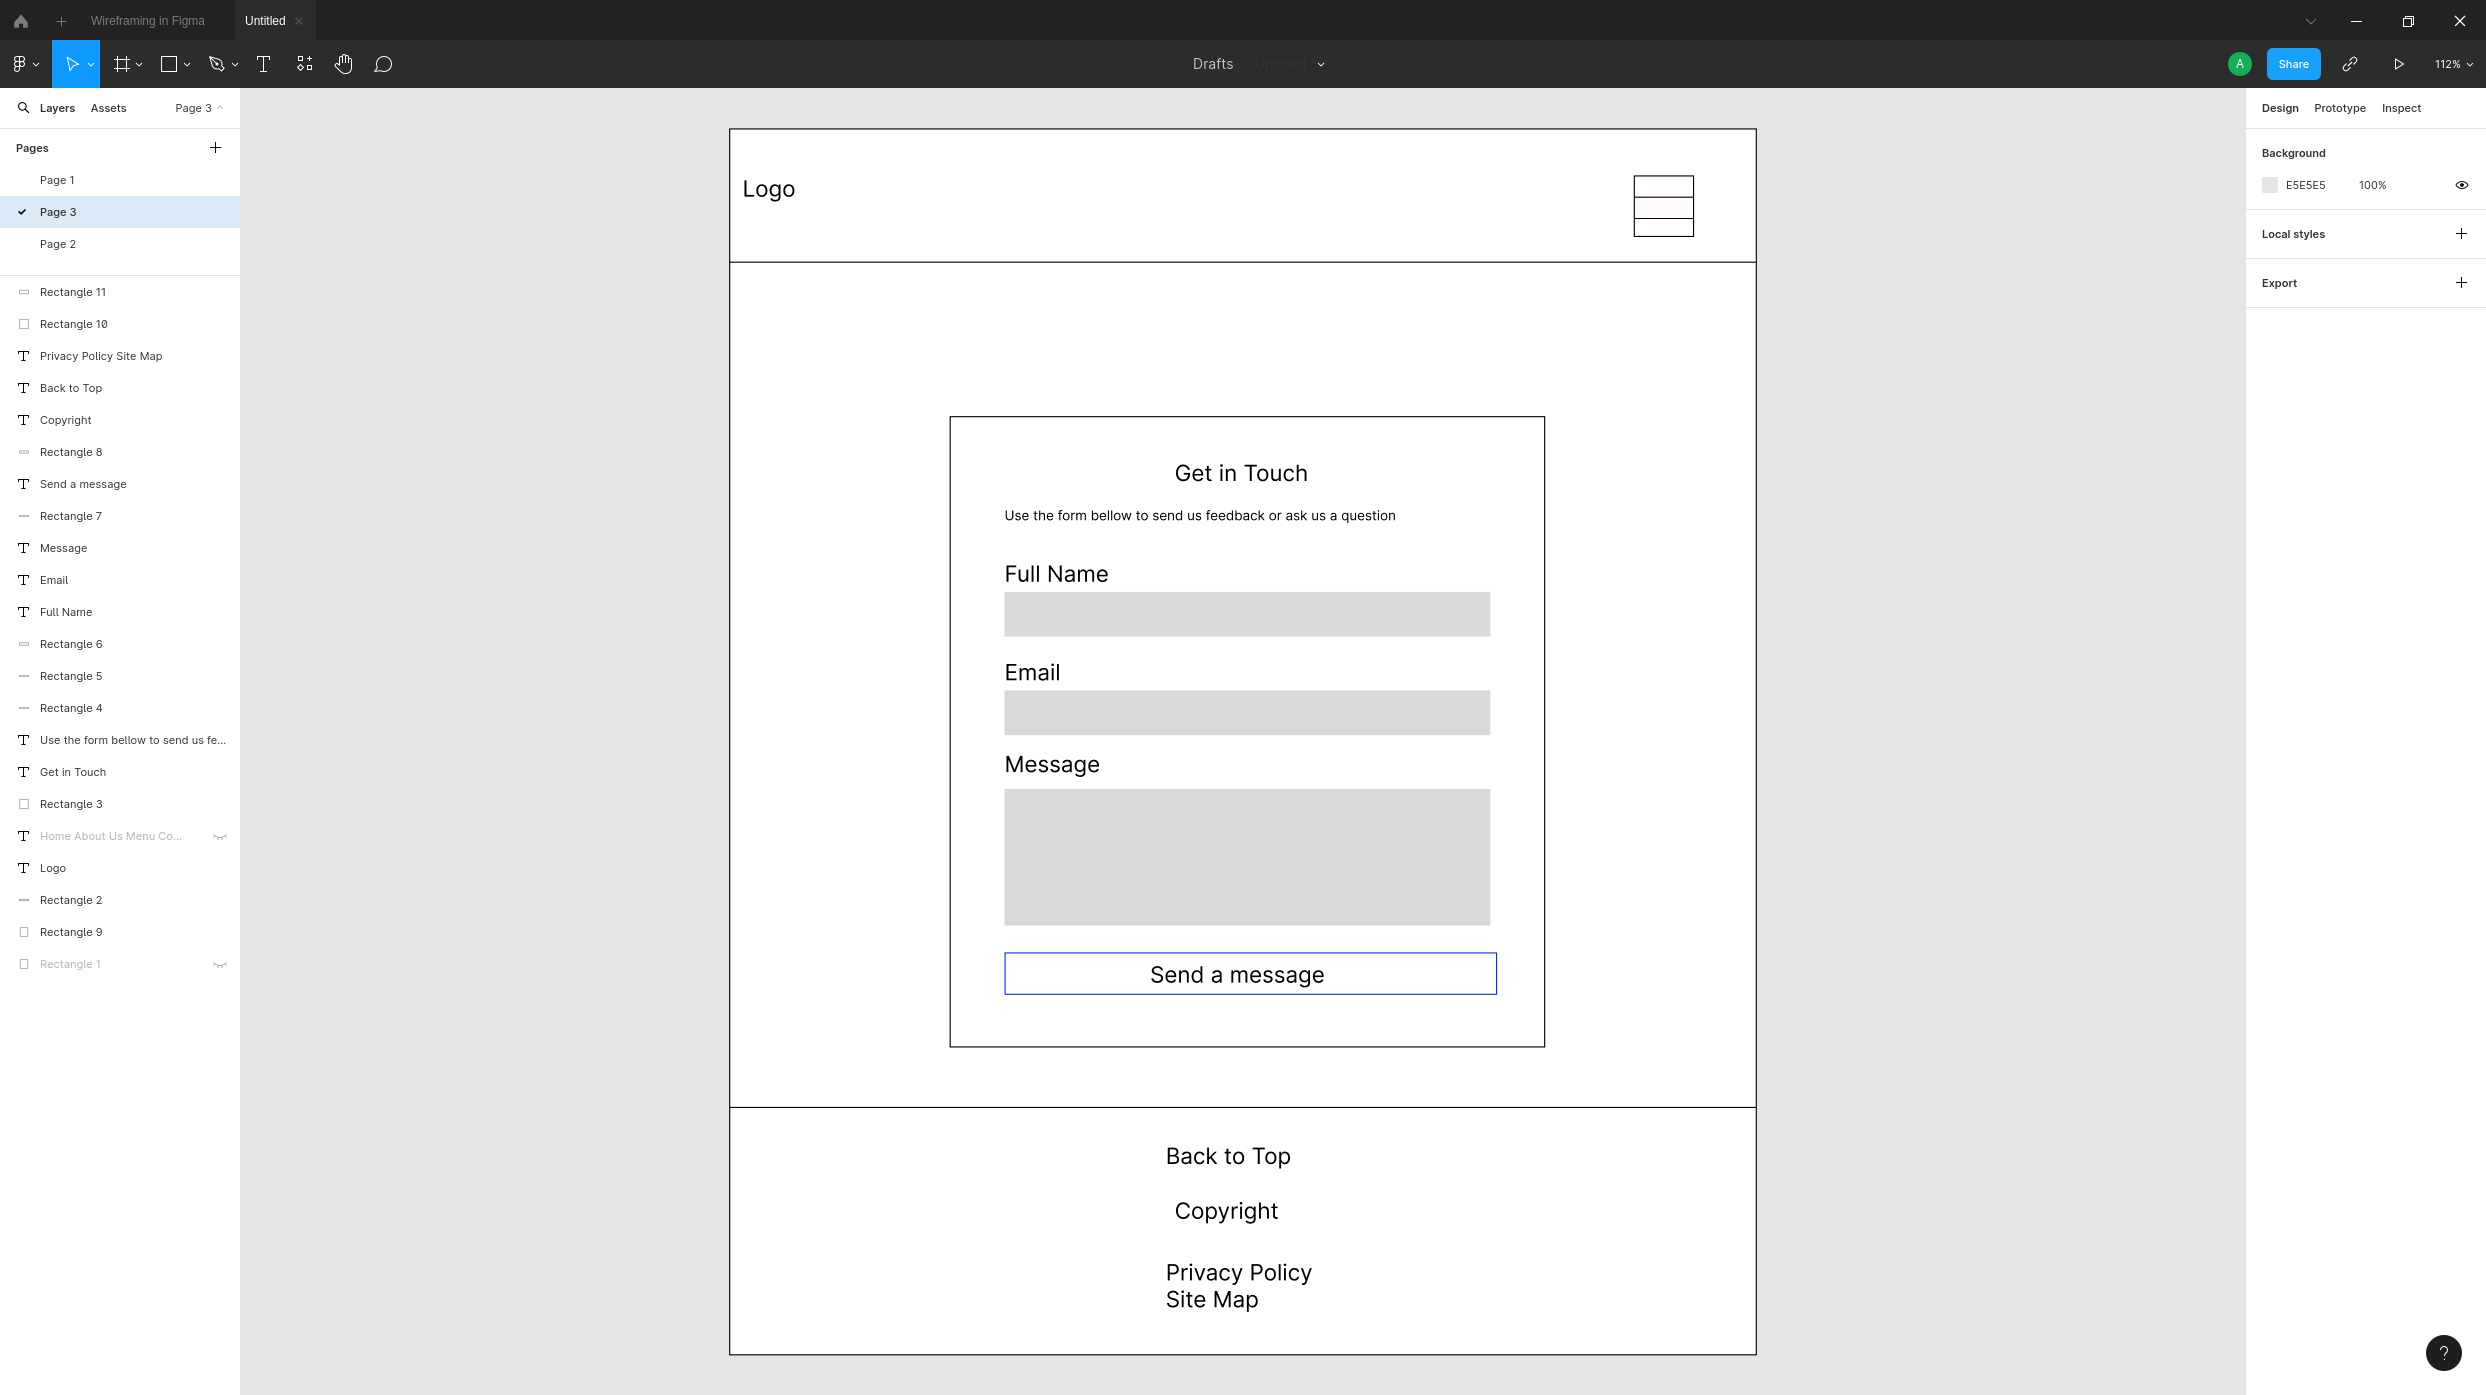 Wireframing in Figma
Untitled
Drafts
Untitled
A
Share
112%
Layers
Assets
Page 3
Pages
Page 1
Page 3
Page 2
Rectangle 11
Rectangle 10
Privacy Policy Site Map
Back to Top
Copyright
Rectangle 8
Send a message
Rectangle 7
Message
Email
Full Name
Rectangle 6
Rectangle 5
Rectangle 4
Use the form bellow to send us fe...
Get in Touch
Rectangle 3
Home About Us Menu Co...
Logo
Rectangle 2
Rectangle 9
Rectangle 1
Logo
Get in Touch
Use the form bellow to send us feedback or ask us a question
Full Name
Email
Message
Send a message
Back to Top
Copyright
Privacy Policy
Site Map
Design
Prototype
Inspect
Background
E5E5E5
100%
Local styles
Export
?